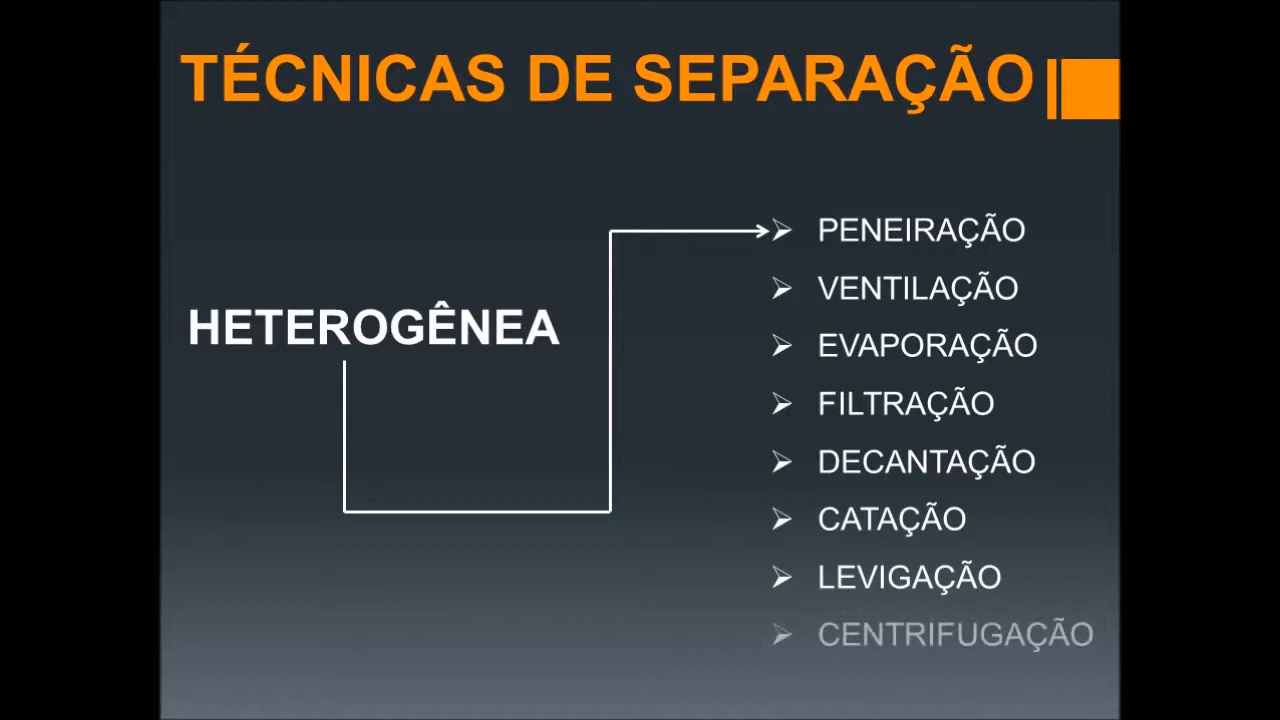 TÉCNICAS DE SEPARAÇÃO
HETEROGÊNEA
PENEIRAÇÃO
VENTILAÇÃO
EVAPORAÇÃO
FILTRAÇÃO
DECANTAÇÃO
CATAÇÃO
LEVIGAÇÃO
CENTRIFUGAÇÃO